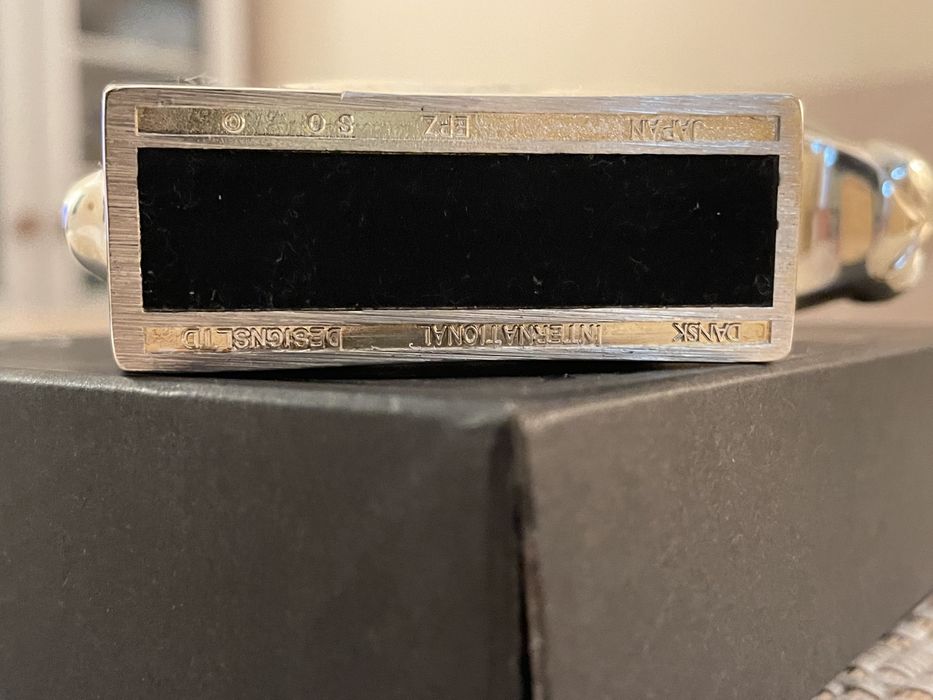 DANSK INTERNATIONAL DESIGNS LTD
JAPAN EPZ S O ©